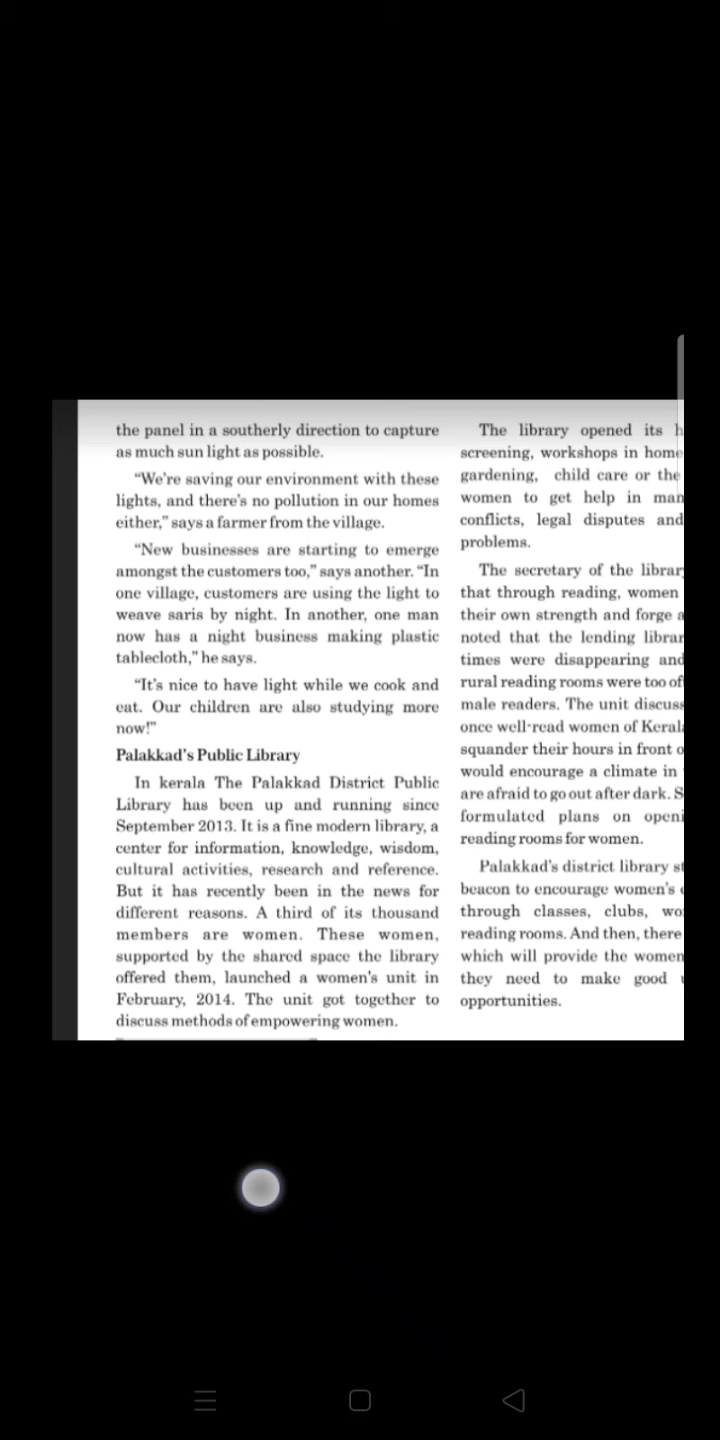 the panel in a southerly direction to capture
as much sun light as possible.
“We’re saving our environment with these
lights, and there’s no pollution in our homes
either,” says a farmer from the village.
“New businesses are starting to emerge
amongst the customers too,” says another. “In
one village, customers are using the light to
weave saris by night. In another, one man
now has a night business making plastic
tablecloth,” he says.
“It’s nice to have light while we cook and
eat. Our children are also studying more
now!”
Palakkad’s Public Library
In kerala The Palakkad District Public
Library has been up and running since
September 2013. It is a fine modern library, a
center for information, knowledge, wisdom,
cultural activities, research and reference.
But it has recently been in the news for
different reasons. A third of its thousand
members are women. These women,
supported by the shared space the library
offered them, launched a women’s unit in
February, 2014. The unit got together to
discuss methods of empowering women.
The library opened its
screening, workshops in home
gardening, child care or the
women to get help in
conflicts, legal disputes and
problems.
The secretary of the
that through reading, women
their own strength and forge
noted that the lending
times were disappearing and
rural reading rooms were too
male readers. The unit
once well-read women of
squander their hours in front
would encourage a climate in
are afraid to go out after dark.
formulated plans on
reading rooms for women.
Palakkad’s district library
beacon to encourage women’s
through classes, clubs,
reading rooms. And then, there
which will provide the women
they need to make good
opportunities.